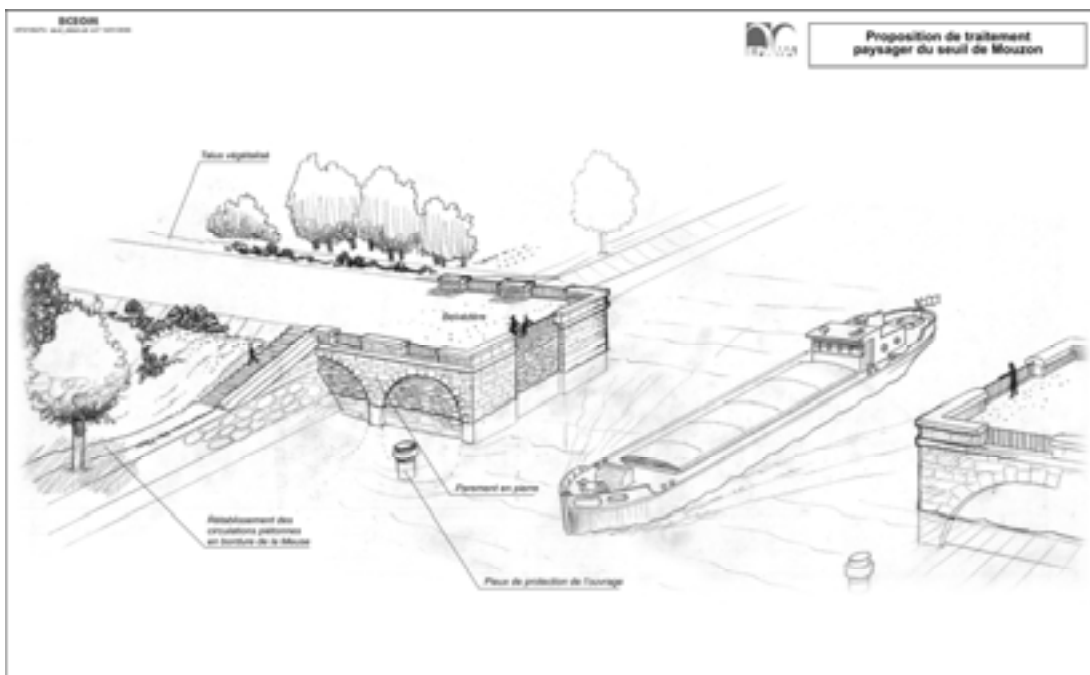 BCEOM
Proposition de traitement
paysager du seuil de Mouzon
Talus végétalisé
Belvédère
Parement en pierre
Rétablissement des
circulations piétonnes
en bordure de la Meuse
Pieux de protection de l'ouvrage